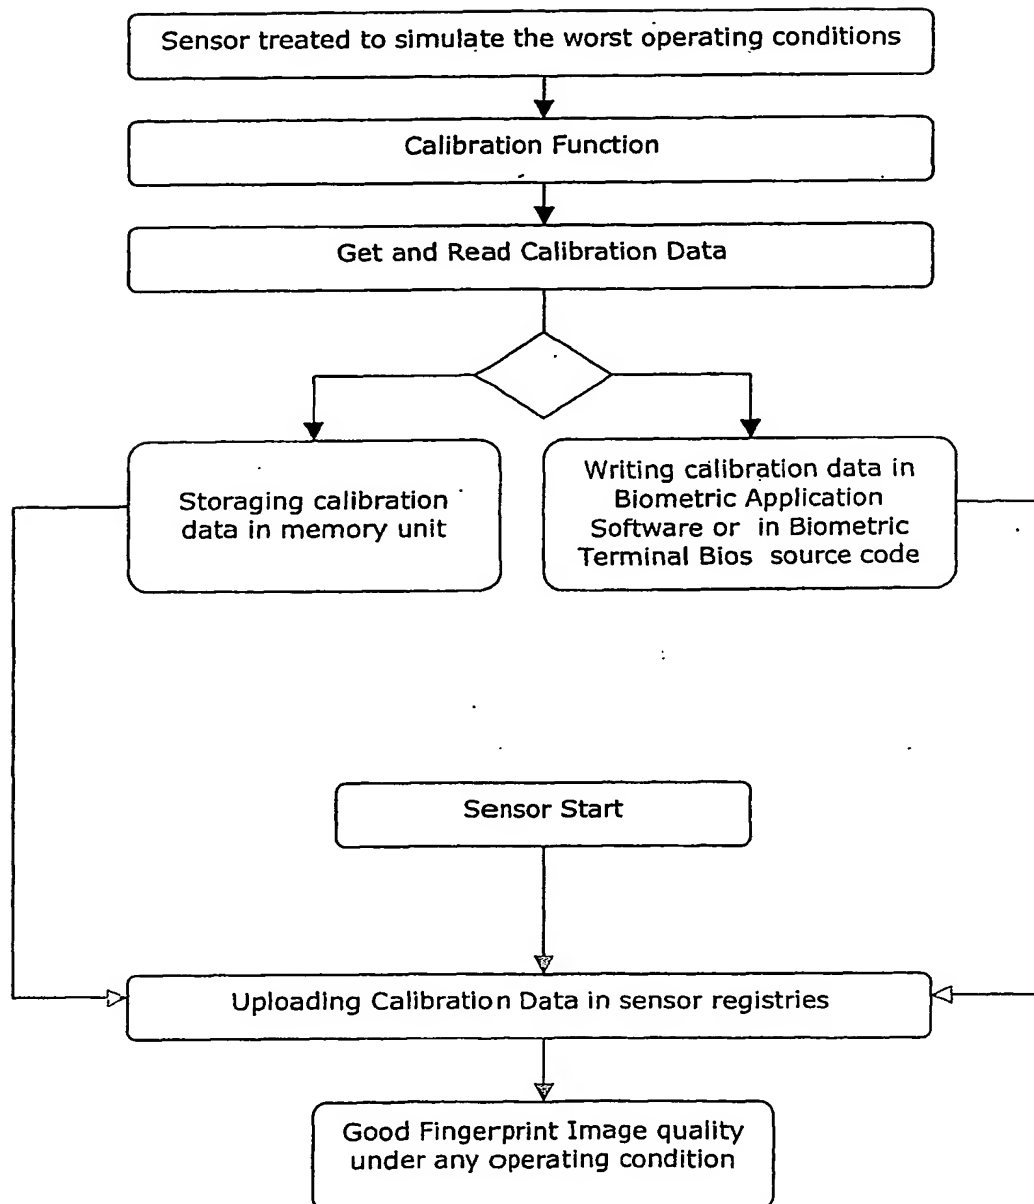 Sensor treated to simulate the worst operating conditions
Calibration Function
Get and Read Calibration Data
Storaging calibration
data in memory unit
Writing calibration data in
Biometric Application
Software or in Biometric
Terminal Bios source code
Sensor Start
Uploading Calibration Data in sensor registries
Good Fingerprint Image quality
under any operating condition